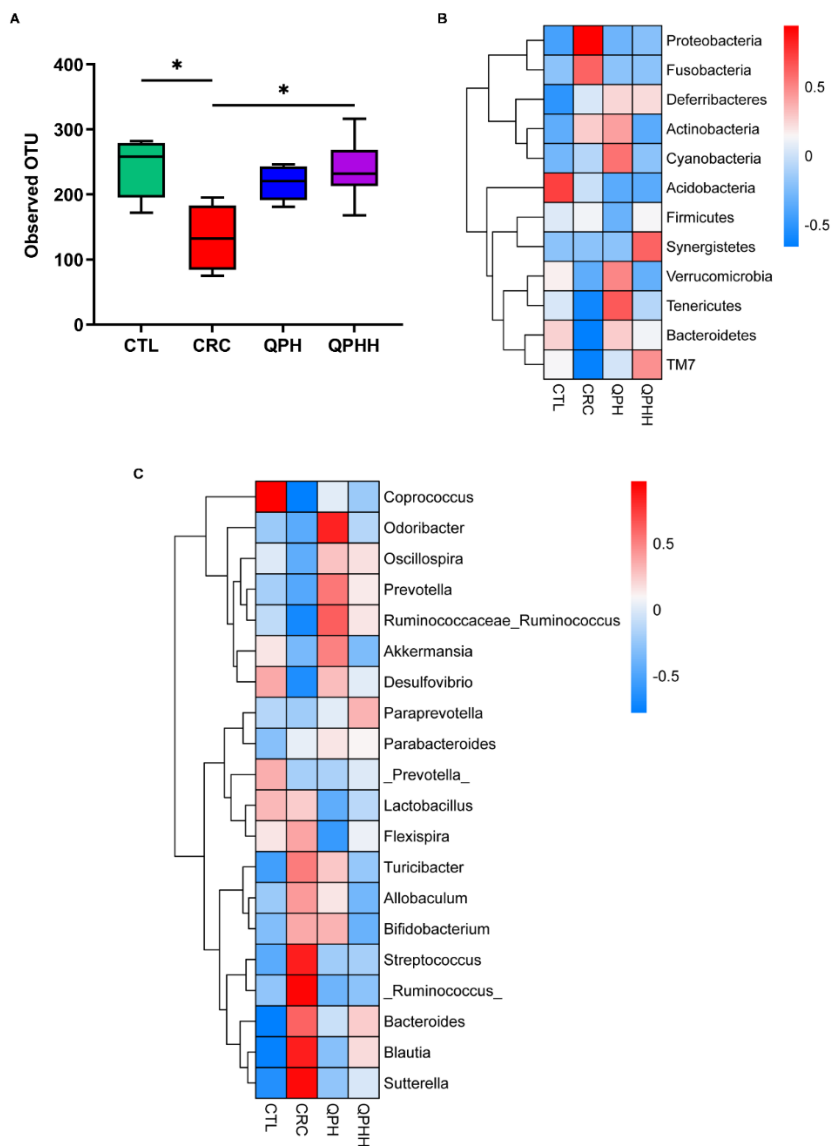 A
*
*
400
300
200
100
0
Observed OTU
CTL CRC QPH QPHH
B
Proteobacteria
Fusobacteria
Deferribacteres
Actinobacteria
Cyanobacteria
Acidobacteria
Firmicutes
Synergistetes
Verrucomicrobia
Tenericutes
Bacteroidetes
TM7
CTL CRC QPH QPHH
0.5
0
-0.5
C
Coprococcus
Odoribacter
Oscillospira
Prevotella
Ruminococcaceae_Ruminococcus
Akkermansia
Desulfovibrio
Paraprevotella
Parabacteroides
_Prevotella_
Lactobacillus
Flexispira
Turicibacter
Allobaculum
Bifidobacterium
Streptococcus
_Ruminococcus_
Bacteroides
Blautia
Sutterella
CTL CRC QPH QPHH
0.5
0
-0.5